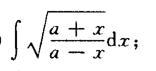 ) ∫ √((a + x)/(a − x)) dx;